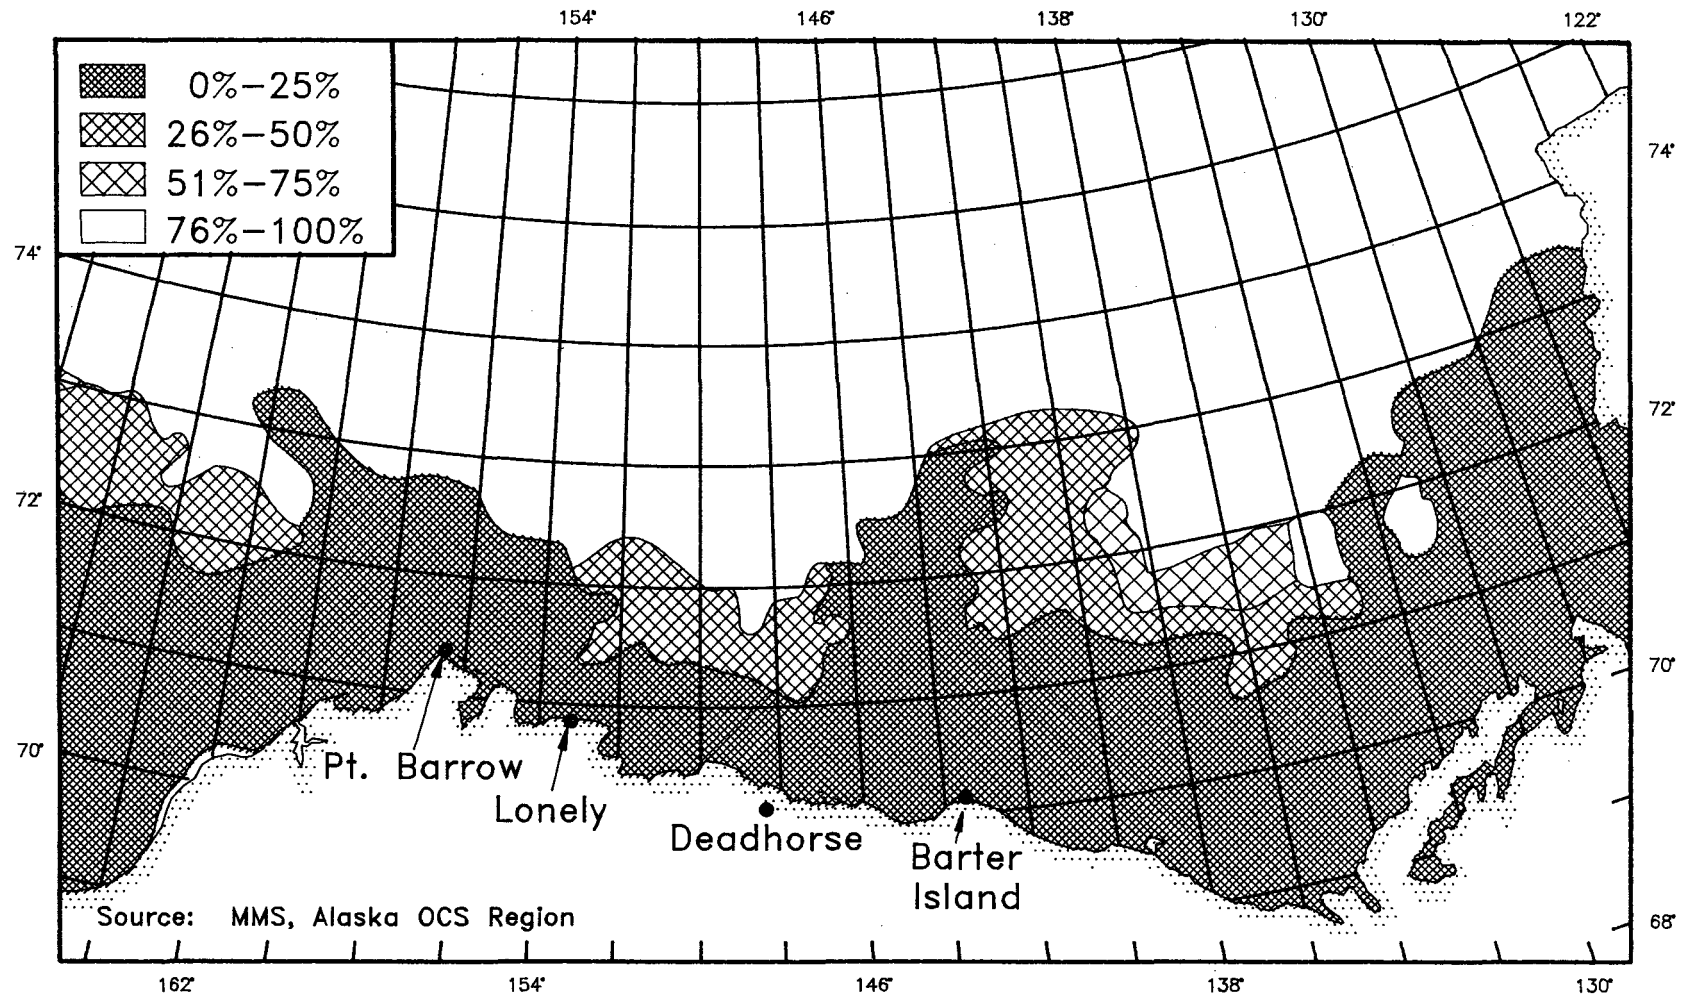 154° 146° 138° 130° 122°
0%-25%
26%-50%
51%-75%
76%-100%
74°
74°
72°
72°
70°
70°
68°
Pt. Barrow
Lonely
Deadhorse
Barter
Island
Source: MMS, Alaska OCS Region
162° 154° 146° 138° 130°